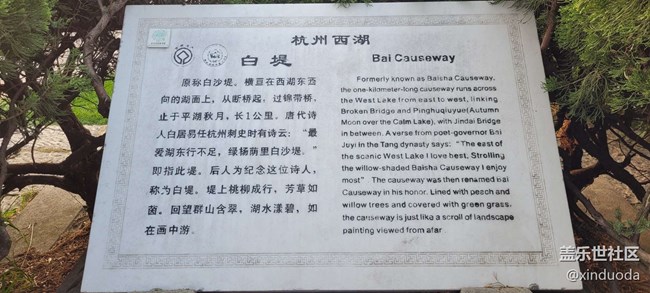 杭州西湖
白堤
原称白沙堤。横亘在西湖东西
向的湖面上，从断桥起，过锦带桥，
止于平湖秋月，长1公里。唐代诗
人白居易任杭州刺史时有诗云：“最
爱湖东行不足，绿杨荫里白沙堤。”
即指此堤。后人为纪念这位诗人，
称为白堤。堤上桃柳成行，芳草如
茵。回望群山含翠，湖水漾碧，如
在画中游。
Bai Causeway
Formerly known as Baisha Causeway,
the one-kilometer-long causeway runs across
the West Lake from east to west, linking
Broken Bridge and Pinghuqiuyue(Autumn
Moon over the Calm Lake), with Jindai Bridge
in between. A verse from poet-governor Bai
Juyi in the Tang dynasty says: "The east of
the scenic West Lake I love best, Strolling
the willow-shaded Baisha Causeway I enjoy
most". The causeway was then renamed Bai
Causeway in his honor. Lined with peach and
willow trees and covered with green grass,
the causeway is just like a scroll of landscape
painting viewed from afar.
盖乐世社区
@xinduoda